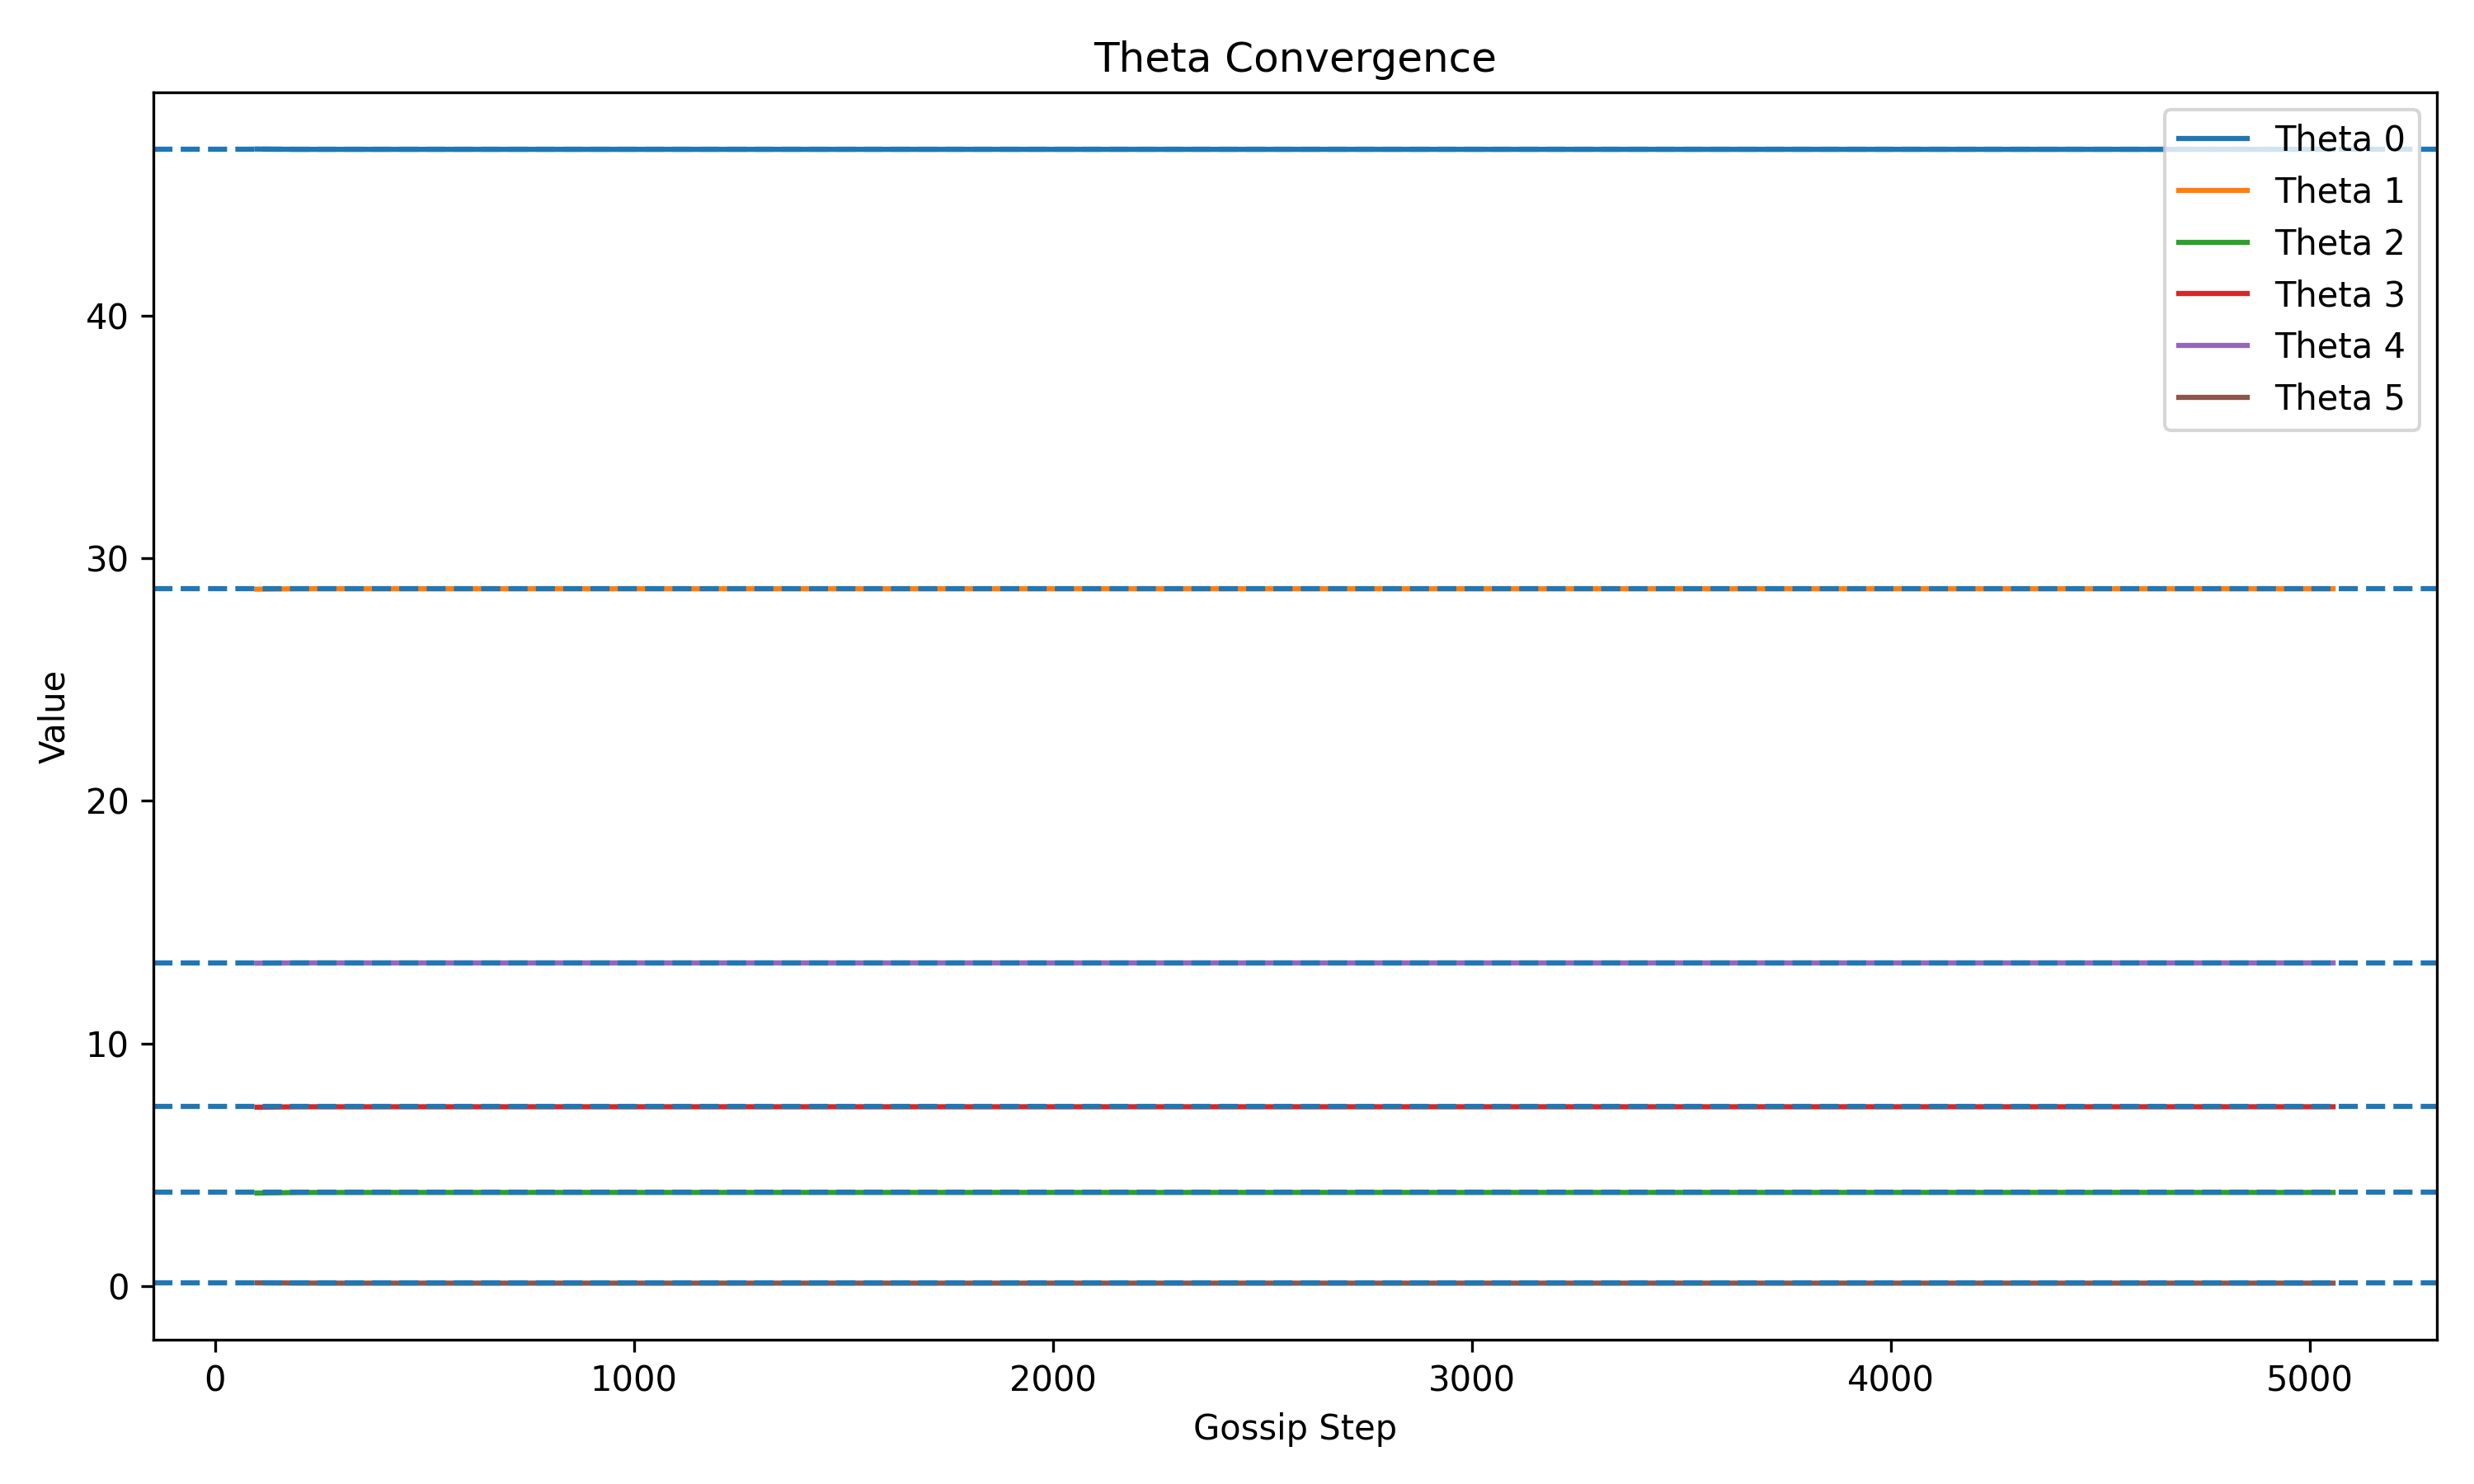 Theta Convergence
Theta 0
Theta 1
Theta 2
Theta 3
Theta 4
Theta 5
Value
40
30
20
10
0
0 1000 2000 3000 4000 5000
Gossip Step